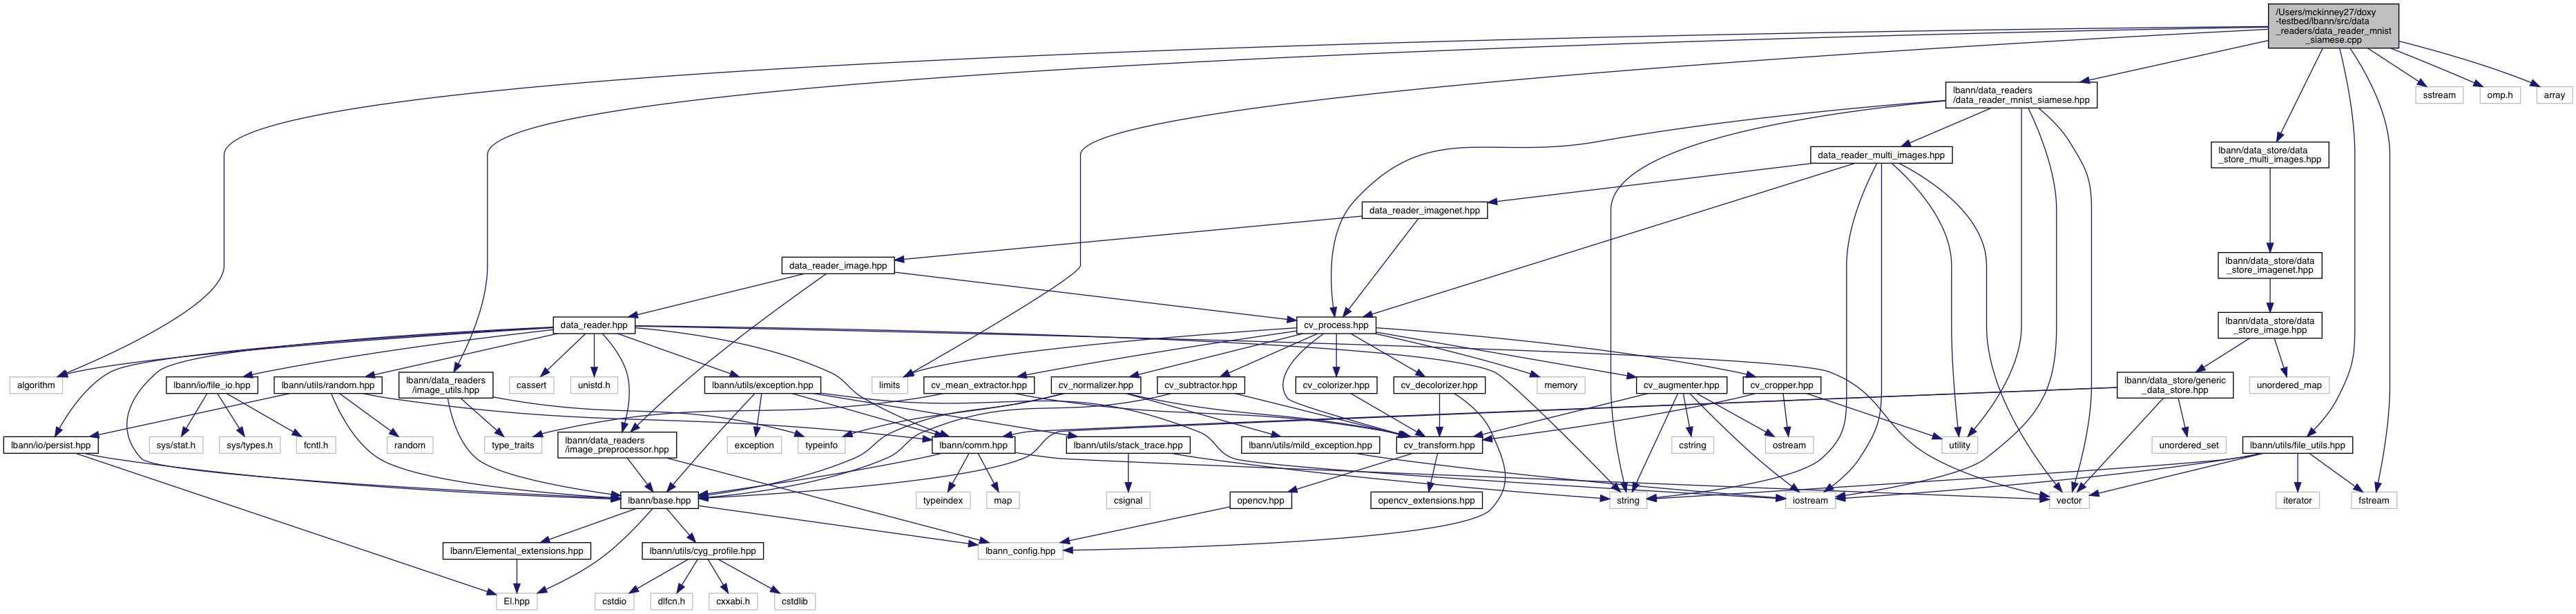 /Users/mckinney27/doxy
-testbed/lbann/src/data
_readers/data_reader_mnist
_siamese.cpp
lbann/data_readers
/data_reader_mnist_siamese.hpp
sstream
omp.h
array
data_reader_multi_images.hpp
lbann/data_store/data
_store_multi_images.hpp
data_reader_imagenet.hpp
data_reader_image.hpp
lbann/data_store/data
_store_imagenet.hpp
data_reader.hpp
cv_process.hpp
lbann/data_store/data
_store_image.hpp
algorithm
lbann/io/file_io.hpp
lbann/utils/random.hpp
lbann/data_readers
/image_utils.hpp
cassert
unistd.h
lbann/utils/exception.hpp
limits
cv_mean_extractor.hpp
cv_normalizer.hpp
cv_subtractor.hpp
cv_colorizer.hpp
cv_decolorizer.hpp
memory
cv_augmenter.hpp
cv_cropper.hpp
lbann/data_store/generic
_data_store.hpp
unordered_map
lbann/io/persist.hpp
sys/stat.h
sys/types.h
fcntl.h
random
type_traits
lbann/data_readers
/image_preprocessor.hpp
exception
typeinfo
lbann/comm.hpp
lbann/utils/stack_trace.hpp
lbann/utils/mild_exception.hpp
cv_transform.hpp
cstring
ostream
utility
unordered_set
lbann/utils/file_utils.hpp
lbann/base.hpp
typeindex
map
csignal
opencv.hpp
opencv_extensions.hpp
string
iostream
vector
iterator
fstream
lbann/Elemental_extensions.hpp
lbann/utils/cyg_profile.hpp
lbann_config.hpp
El.hpp
cstdio
dlfcn.h
cxxabi.h
cstdlib